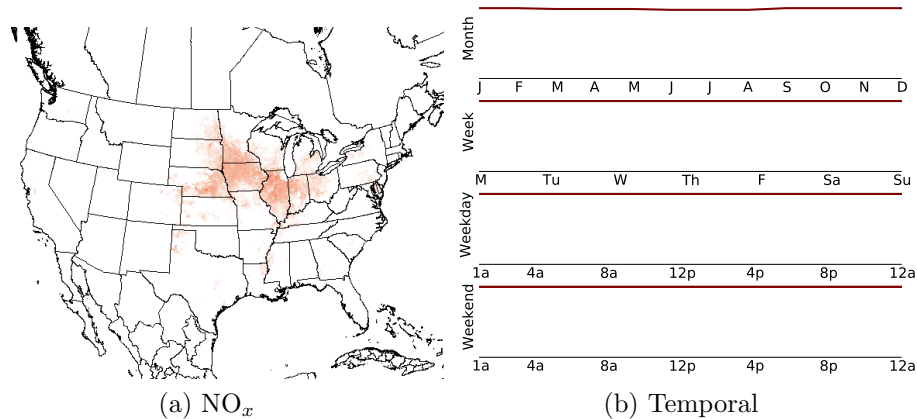 Month
J F M A M J J A S O N D
Week
M Tu W Th F Sa Su
Weekday
1a 4a 8a 12p 4p 8p 12a
Weekend
1a 4a 8a 12p 4p 8p 12a
(a) NOₓ
(b) Temporal